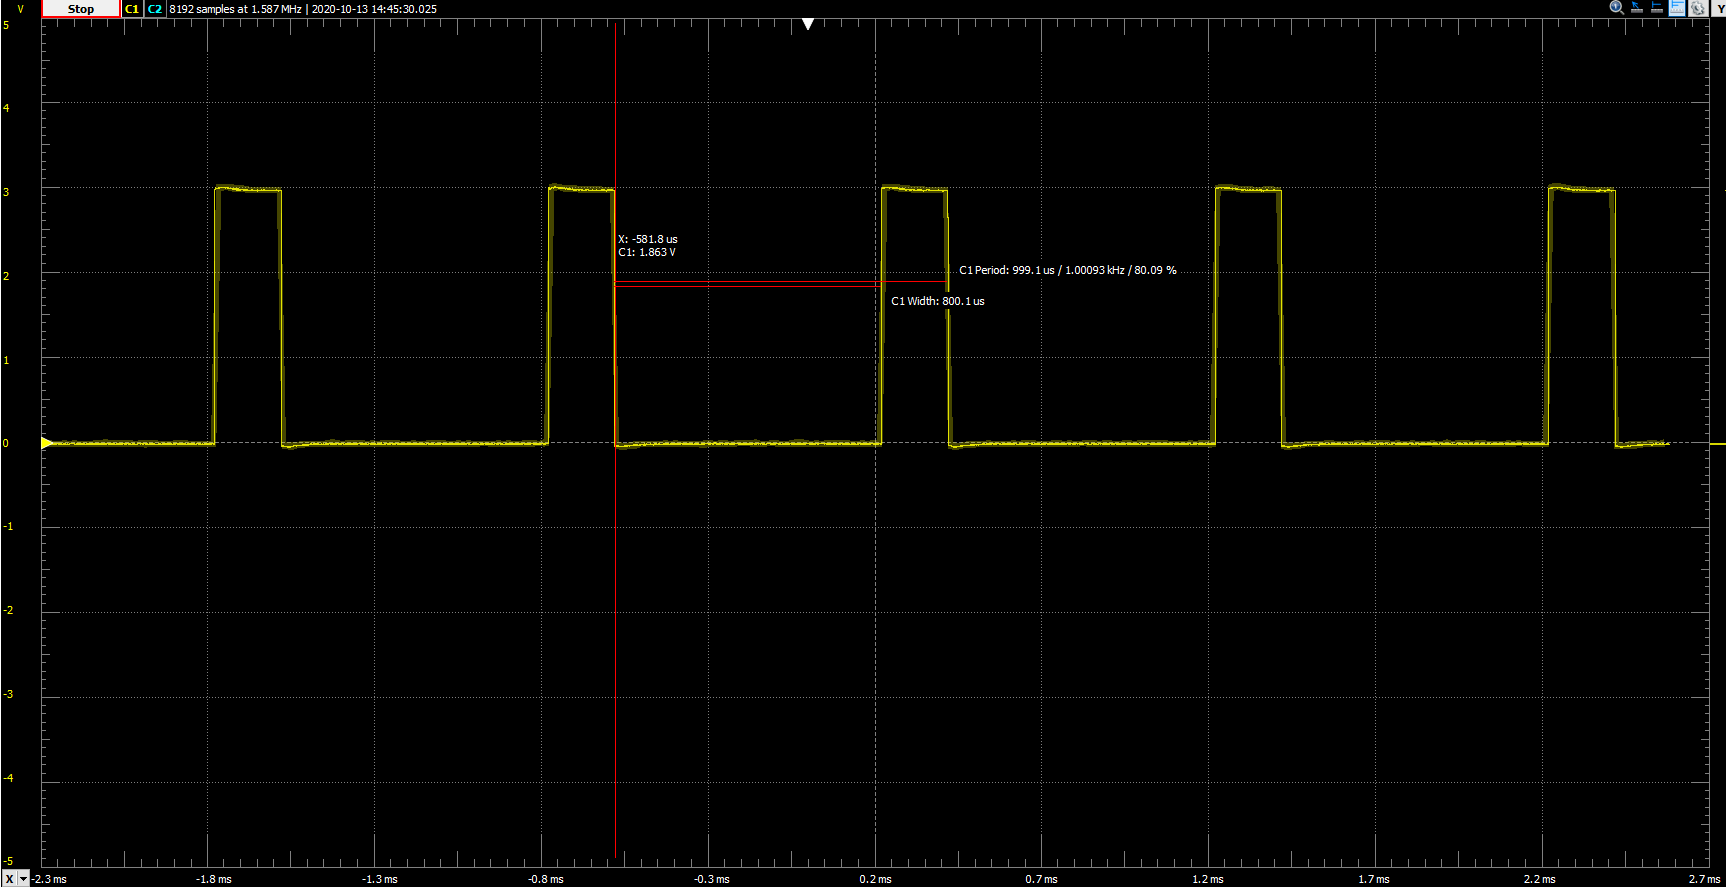 V Stop C1 C2 8192 samples at 1.587 MHz | 2020-10-13 14:45:30.025 Y
5
4
3
X: -581.8 us
C1: 1.863 V
C1 Period: 999.1 us / 1.00093 kHz / 80.09 %
2
C1 Width: 800.1 us
1
0
-1
-2
-3
-4
-5
X -2.3 ms -1.8 ms -1.3 ms -0.8 ms -0.3 ms 0.2 ms 0.7 ms 1.2 ms 1.7 ms 2.2 ms 2.7 ms